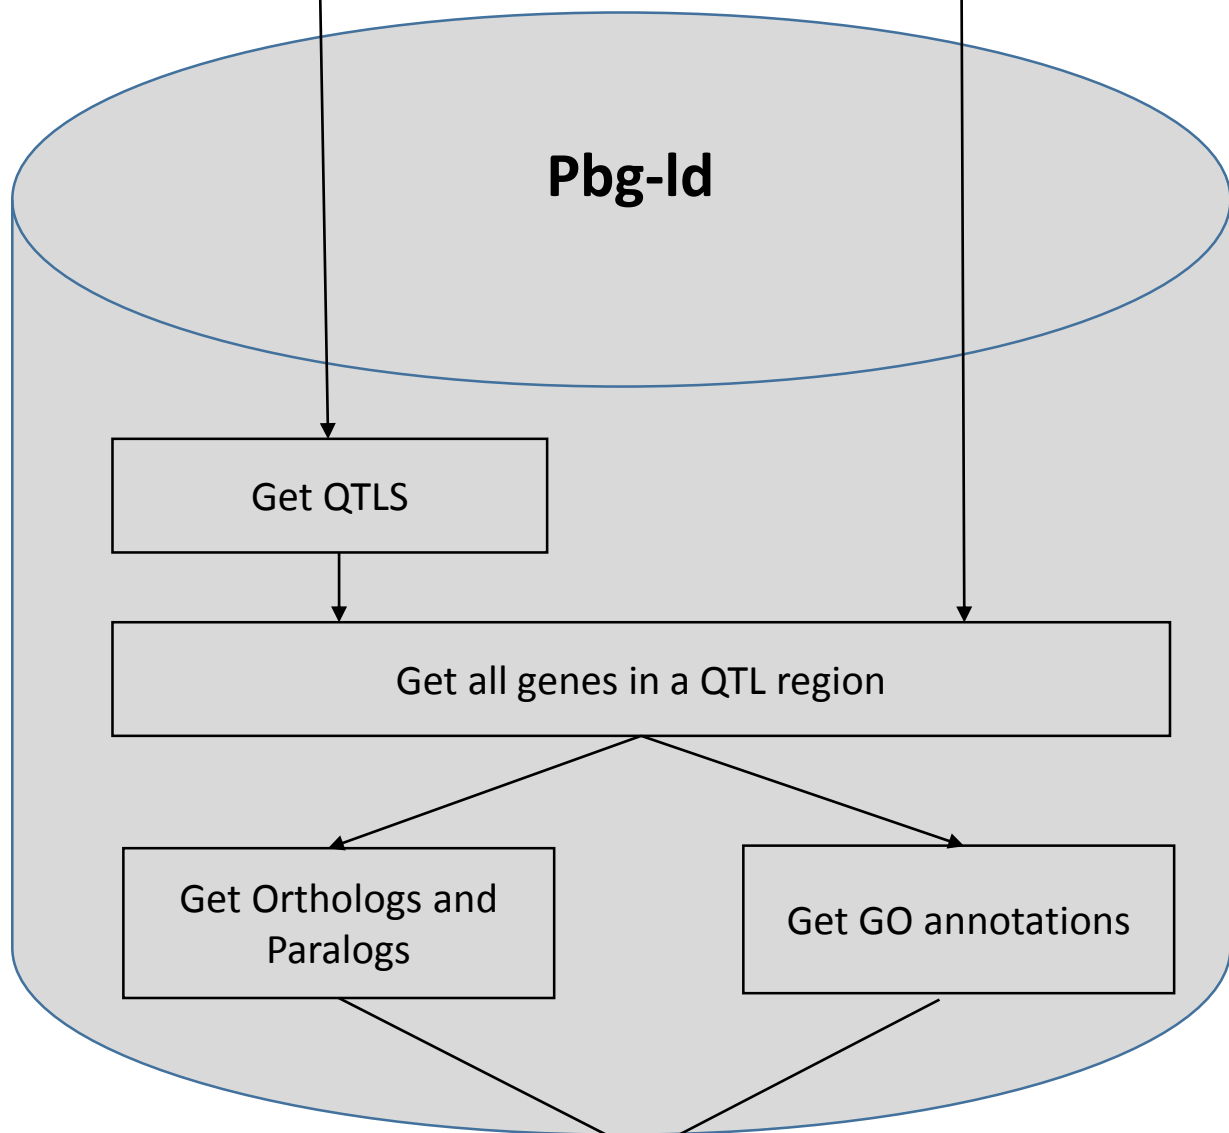 Pbg-ld
Get QTLS
Get all genes in a QTL region
Get Orthologs and
Paralogs
Get GO annotations